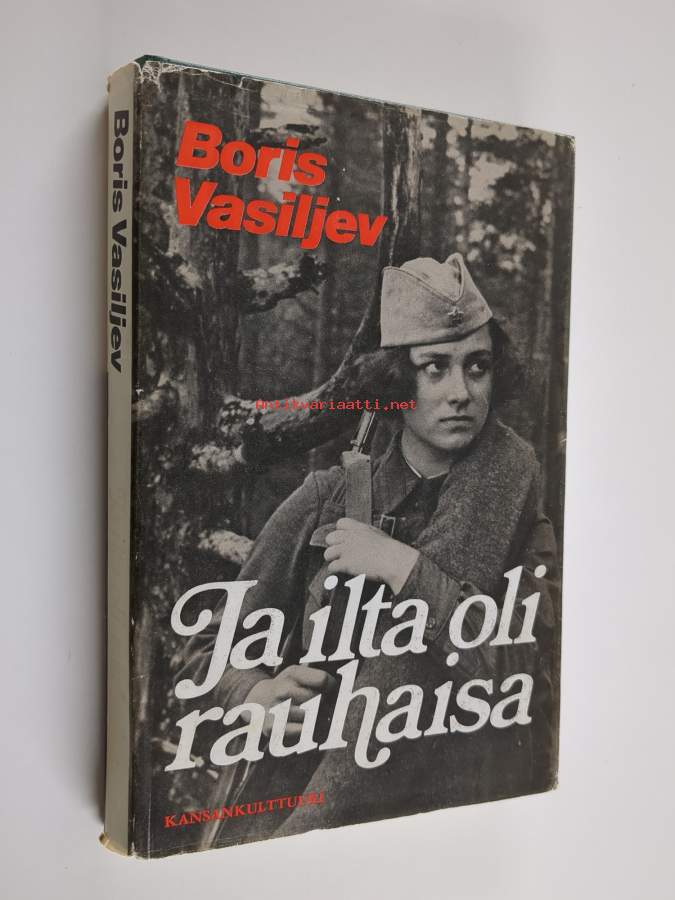 Boris Vasiljev
Boris
Vasiljev
Antikvariaatti.net
Ja ilta oli
rauhaisa
KANSANKULTTUURI